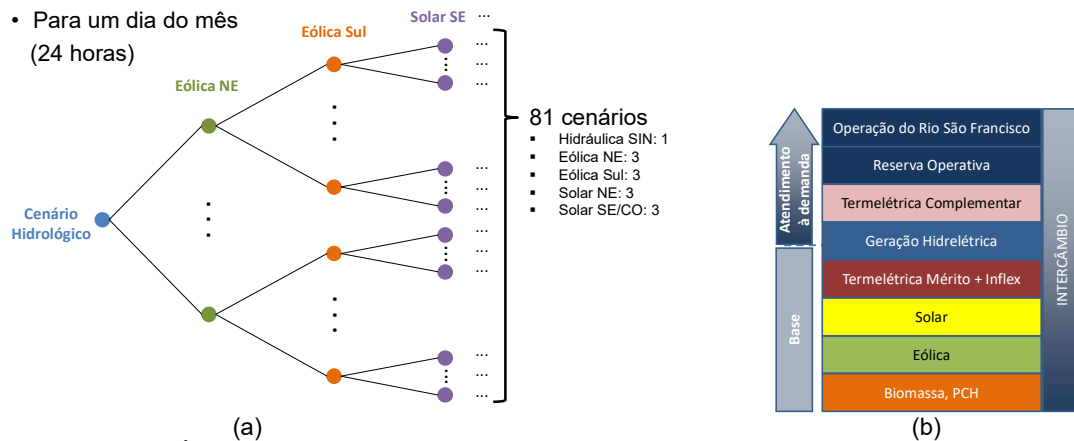 • Para um dia do mês
(24 horas)
Solar SE ...
Eólica Sul
Eólica NE
Cenário
Hidrológico
...
...
...
...
...
...
...
...
81 cenários
▪ Hidráulica SIN: 1
▪ Eólica NE: 3
▪ Eólica Sul: 3
▪ Solar NE: 3
▪ Solar SE/CO: 3
(a)
Atendimento
à demanda
Base
Operação do Rio São Francisco
Reserva Operativa
Termelétrica Complementar
Geração Hidrelétrica
Termelétrica Mérito + Inflex
Solar
Eólica
Biomassa, PCH
INTERCÂMBIO
(b)